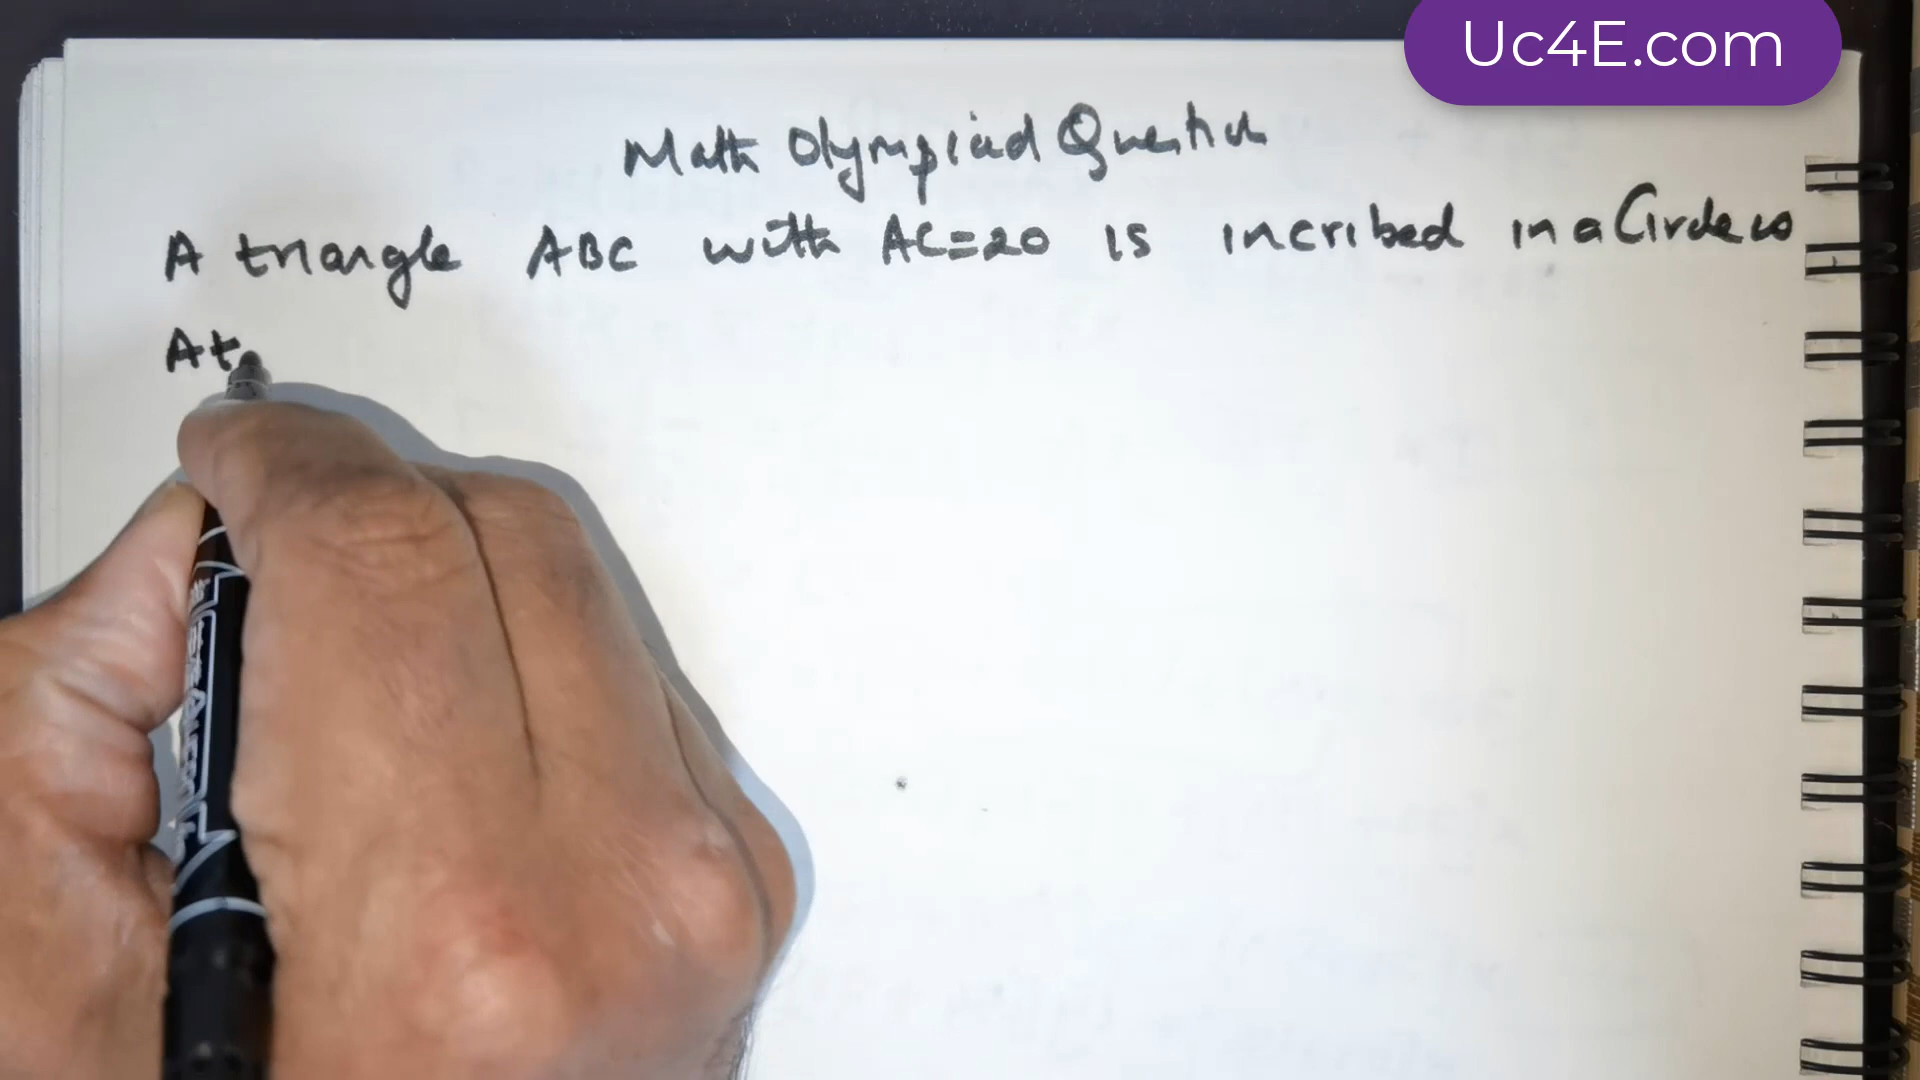 Uc4E.com
Math Olympiad Question
A triangle ABC with AC=20 is incribed in a Circle ω
At